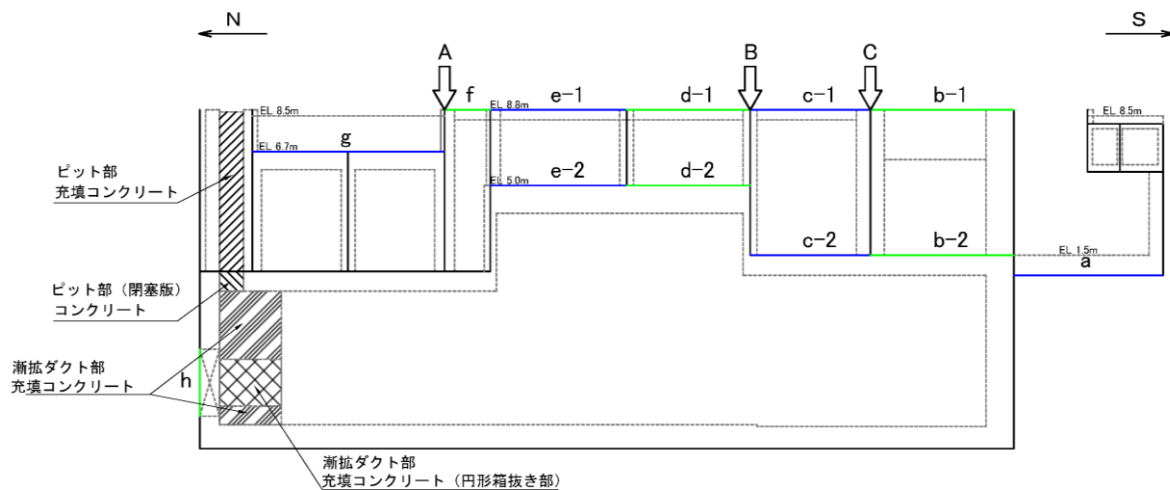 N
S
A
B
C
f
e-1
d-1
c-1
b-1
EL 8.5m
EL 8.8m
EL 8.5m
g
EL 6.7m
ピット部
充填コンクリート
e-2
d-2
EL 5.0m
c-2
b-2
EL 1.5m
a
ピット部（閉塞版）
コンクリート
漸拡ダクト部
充填コンクリート
h
漸拡ダクト部
充填コンクリート（円形箱抜き部）